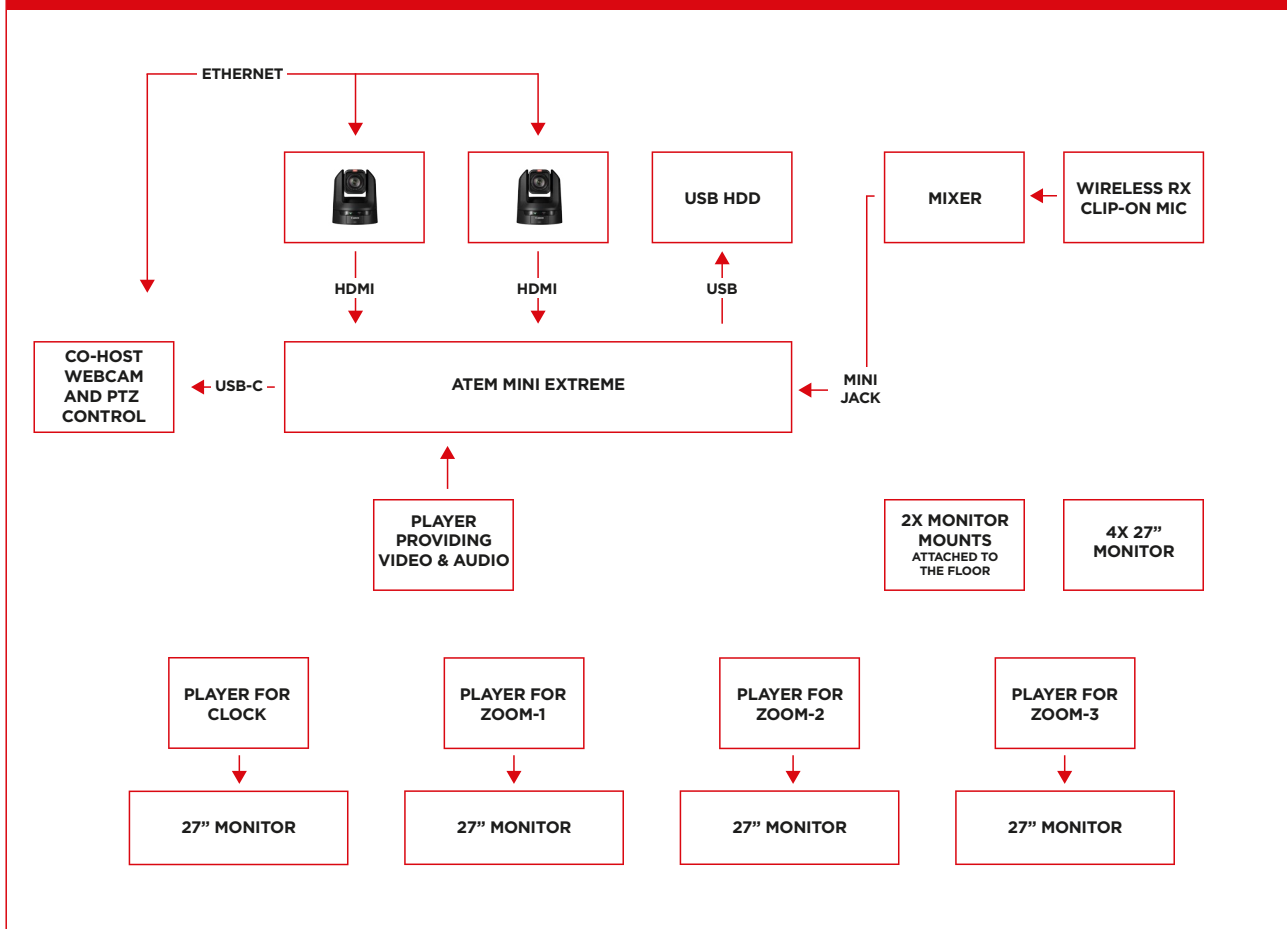 ETHERNET
USB HDD
MIXER
WIRELESS RX
CLIP-ON MIC
HDMI
HDMI
USB
CO-HOST
WEBCAM
AND PTZ
CONTROL
USB-C
ATEM MINI EXTREME
MINI
JACK
PLAYER
PROVIDING
VIDEO & AUDIO
2X MONITOR
MOUNTS
ATTACHED TO
THE FLOOR
4X 27”
MONITOR
PLAYER FOR
CLOCK
PLAYER FOR
ZOOM-1
PLAYER FOR
ZOOM-2
PLAYER FOR
ZOOM-3
27” MONITOR
27” MONITOR
27” MONITOR
27” MONITOR